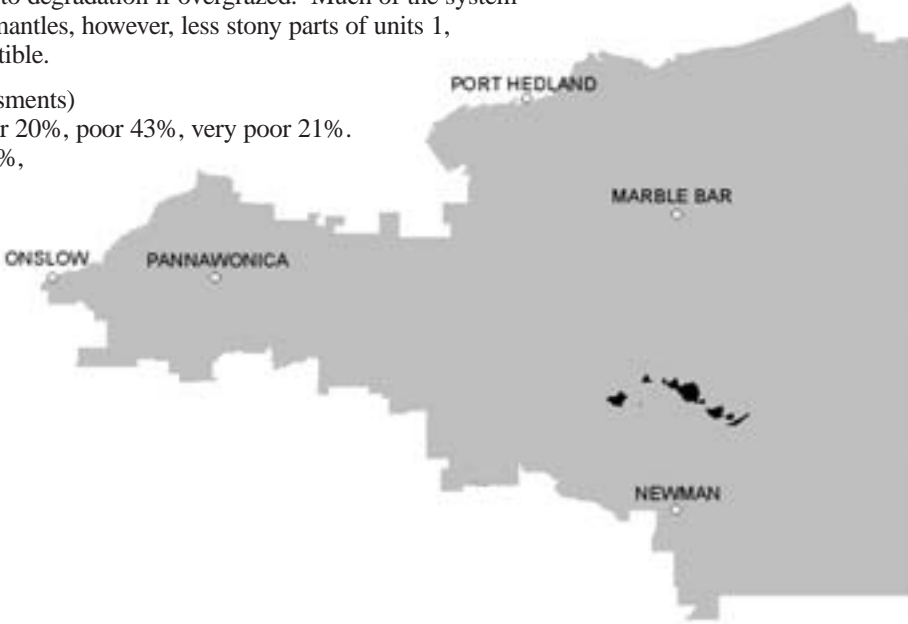 to degradation if overgrazed. Much of the system
mantles, however, less stony parts of units 1,
tible.
sments)
r 20%, poor 43%, very poor 21%.
%,
PORT HEDLAND
MARBLE BAR
ONSLOW
PANNAWONICA
NEWMAN